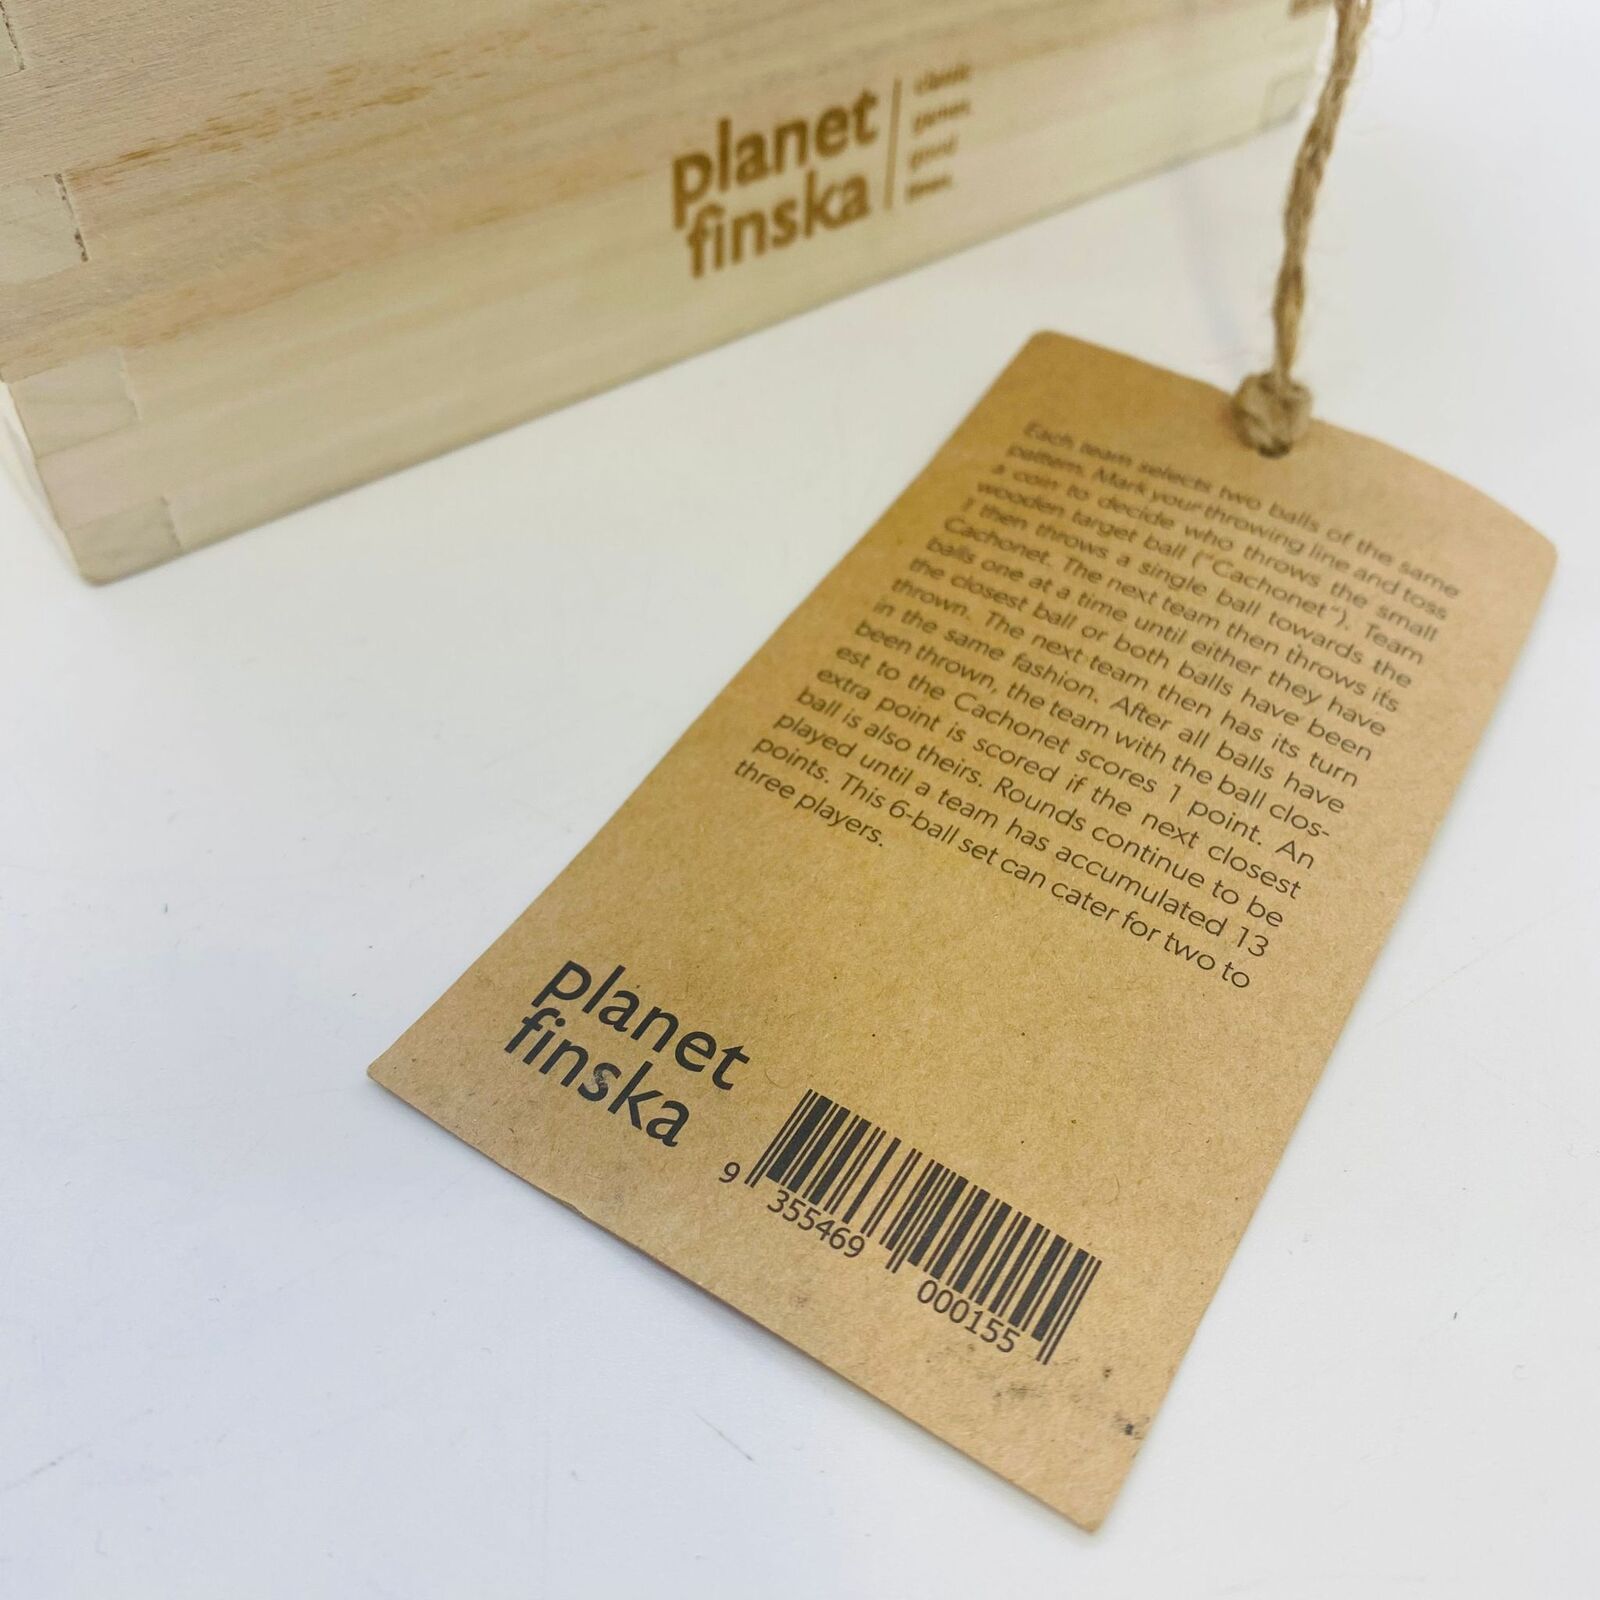 planet
finska
classic
games,
good
times.
Each team selects two balls of the same
pattern. Mark your throwing line and toss
a coin to decide who throws the small
wooden target ball ("Cachonet"). Team
1 then throws a single ball towards the
Cachonet. The next team then throws its
balls one at a time until either they have
the closest ball or both balls have been
thrown. The next team then has its turn
in the same fashion. After all balls have
been thrown, the team with the ball clos-
est to the Cachonet scores 1 point. An
extra point is scored if the next closest
ball is also theirs. Rounds continue to be
played until a team has accumulated 13
points. This 6-ball set can cater for two to
three players.
planet
finska
9 355469 000155